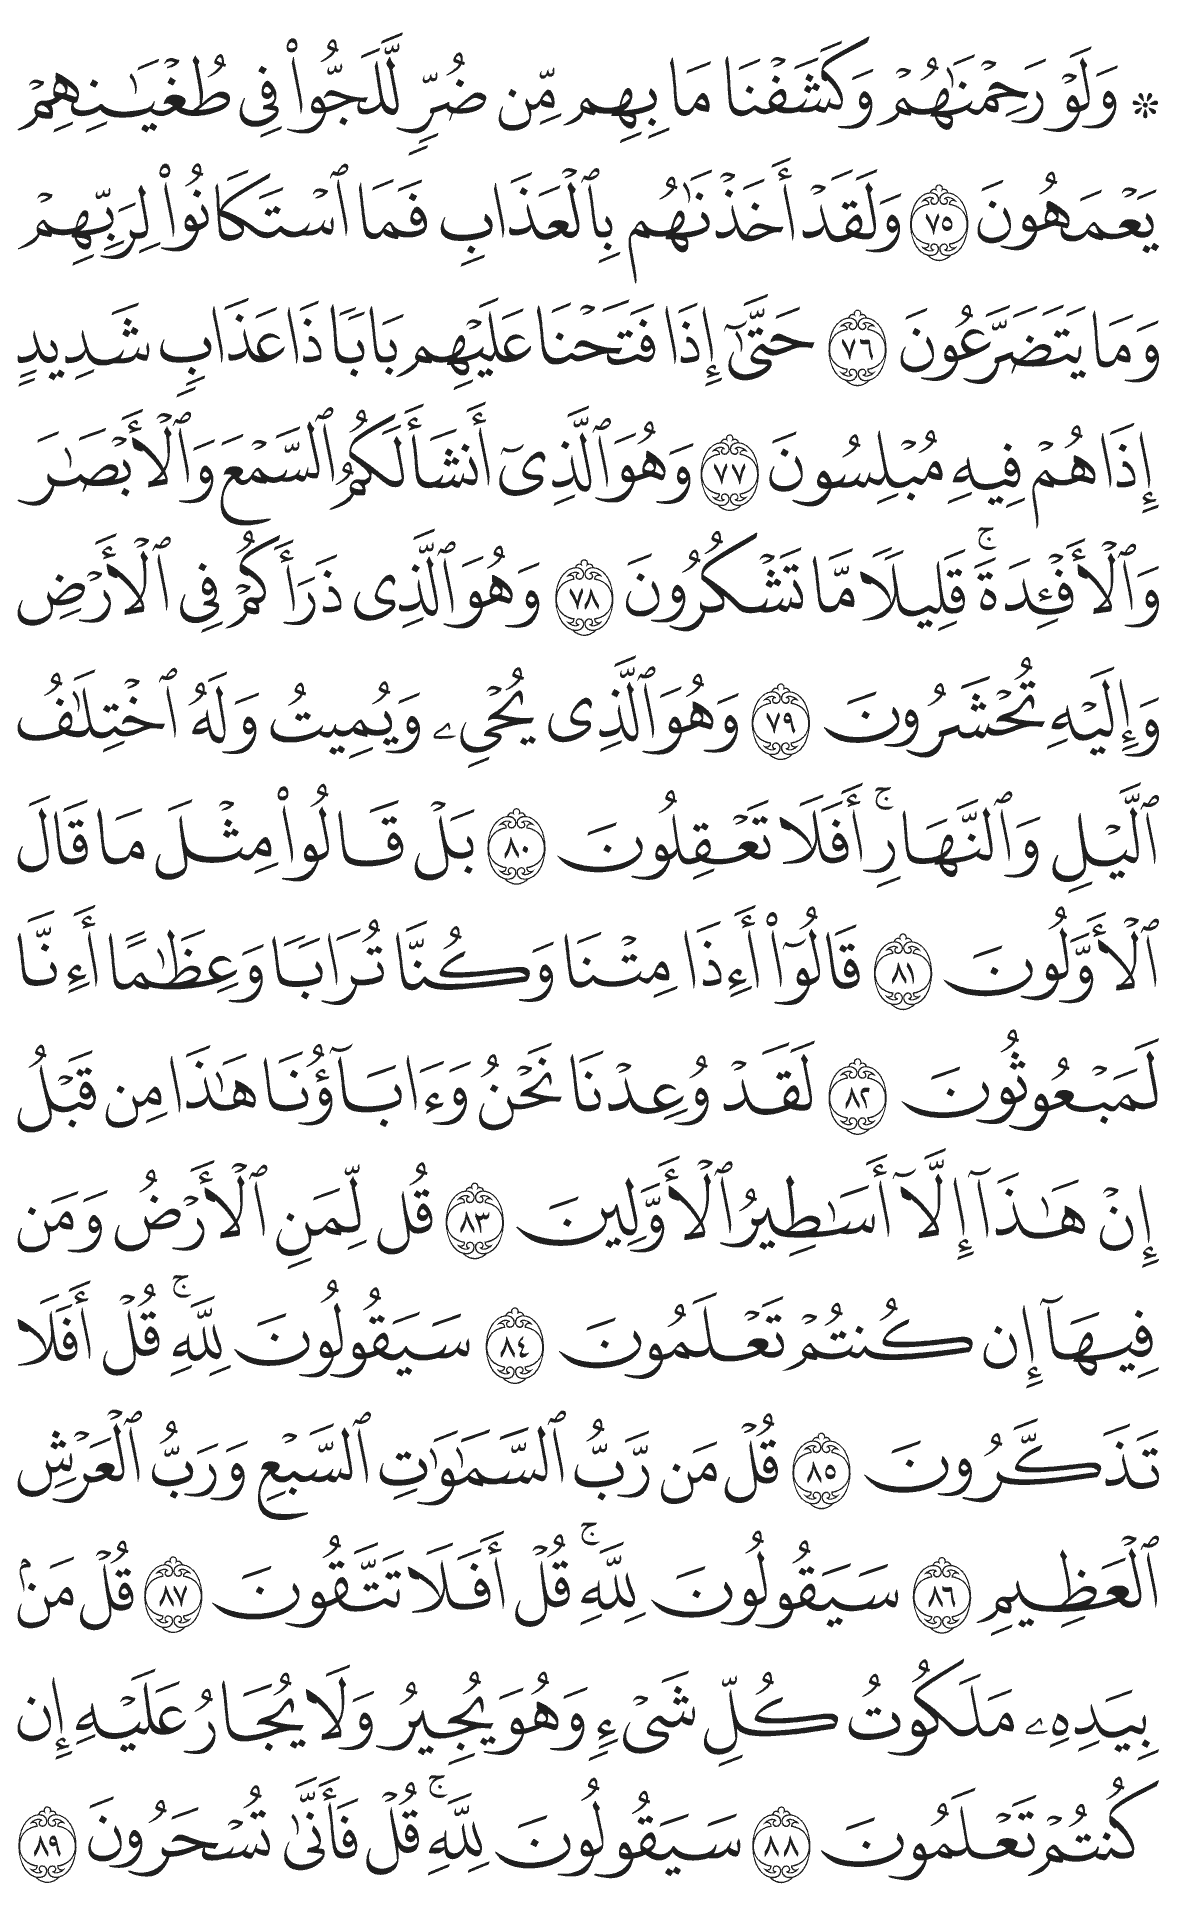 ۞ وَلَوۡ رَحِمۡنَٰهُمۡ وَكَشَفۡنَا مَا بِهِم مِّن ضُرّٖ لَّلَجُّواْ فِي طُغۡيَٰنِهِمۡ
يَعۡمَهُونَ ٧٥ وَلَقَدۡ أَخَذۡنَٰهُم بِٱلۡعَذَابِ فَمَا ٱسۡتَكَانُواْ لِرَبِّهِمۡ
وَمَا يَتَضَرَّعُونَ ٧٦ حَتَّىٰٓ إِذَا فَتَحۡنَا عَلَيۡهِم بَابٗا ذَا عَذَابٖ شَدِيدٍ
إِذَا هُمۡ فِيهِ مُبۡلِسُونَ ٧٧ وَهُوَ ٱلَّذِيٓ أَنشَأَ لَكُمُ ٱلسَّمۡعَ وَٱلۡأَبۡصَٰرَ
وَٱلۡأَفۡـِٔدَةَۚ قَلِيلٗا مَّا تَشۡكُرُونَ ٧٨ وَهُوَ ٱلَّذِي ذَرَأَكُمۡ فِي ٱلۡأَرۡضِ
وَإِلَيۡهِ تُحۡشَرُونَ ٧٩ وَهُوَ ٱلَّذِي يُحۡيِۦ وَيُمِيتُ وَلَهُ ٱخۡتِلَٰفُ
ٱلَّيۡلِ وَٱلنَّهَارِۚ أَفَلَا تَعۡقِلُونَ ٨٠ بَلۡ قَالُواْ مِثۡلَ مَا قَالَ
ٱلۡأَوَّلُونَ ٨١ قَالُوٓاْ أَءِذَا مِتۡنَا وَكُنَّا تُرَابٗا وَعِظَٰمًا أَءِنَّا
لَمَبۡعُوثُونَ ٨٢ لَقَدۡ وُعِدۡنَا نَحۡنُ وَءَابَآؤُنَا هَٰذَا مِن قَبۡلُ
إِنۡ هَٰذَآ إِلَّآ أَسَٰطِيرُ ٱلۡأَوَّلِينَ ٨٣ قُل لِّمَنِ ٱلۡأَرۡضُ وَمَن
فِيهَآ إِن كُنتُمۡ تَعۡلَمُونَ ٨٤ سَيَقُولُونَ لِلَّهِۚ قُلۡ أَفَلَا
تَذَكَّرُونَ ٨٥ قُلۡ مَن رَّبُّ ٱلسَّمَٰوَٰتِ ٱلسَّبۡعِ وَرَبُّ ٱلۡعَرۡشِ
ٱلۡعَظِيمِ ٨٦ سَيَقُولُونَ لِلَّهِۚ قُلۡ أَفَلَا تَتَّقُونَ ٨٧ قُلۡ مَنۢ
بِيَدِهِۦ مَلَكُوتُ كُلِّ شَيۡءٖ وَهُوَ يُجِيرُ وَلَا يُجَارُ عَلَيۡهِ إِن
كُنتُمۡ تَعۡلَمُونَ ٨٨ سَيَقُولُونَ لِلَّهِۚ قُلۡ فَأَنَّىٰ تُسۡحَرُونَ ٨٩